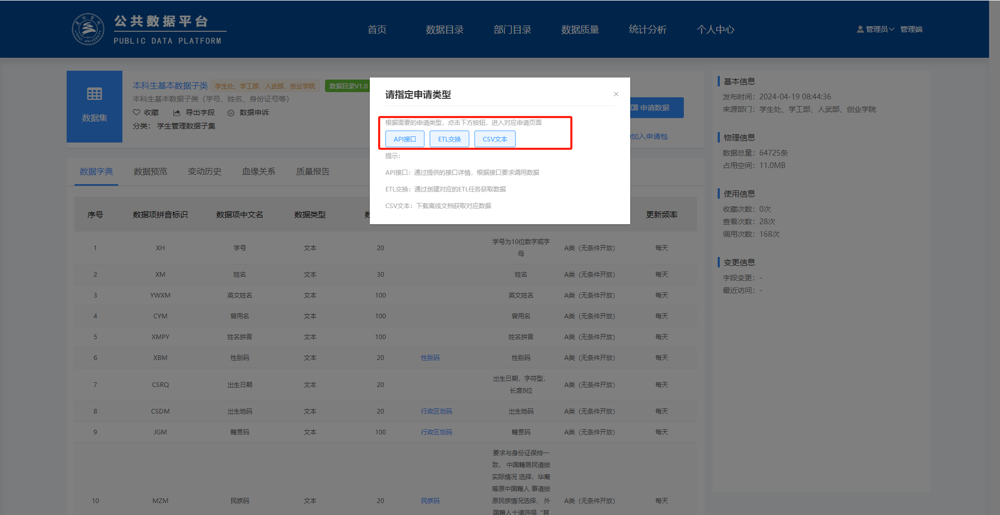 公共数据平台
PUBLIC DATA PLATFORM
LISHUI UNIVERSITY
首页 数据目录 部门目录 数据质量 统计分析 个人中心
管理员 管理端
数据集
本科生基本数据子类 学生处、学工部、人武部、创业学院 数据目录V1.0
本科生基本数据子类（学号、姓名、身份证号等）
收藏 导出字段 数据申诉
分类： 学生管理数据子集
申请数据
加入申请包
请指定申请类型
根据需要的申请类型，点击下方按钮，进入对应申请页面
API接口 ETL交换 CSV文本
提示：
API接口：通过提供的接口详情，根据接口要求调用数据
ETL交换：通过创建对应的ETL任务获取数据
CSV文本：下载离线文档获取对应数据
数据字典 数据预览 变动历史 血缘关系 质量报告
序号 数据项拼音标识 数据项中文名 数据类型 数 更新频率
1 XH 学号 文本 20 学号为10位数字或字 A类（无条件开放） 每天
母
2 XM 姓名 文本 30 姓名 A类（无条件开放） 每天
3 YWXM 英文姓名 文本 100 英文姓名 A类（无条件开放） 每天
4 CYM 曾用名 文本 100 曾用名 A类（无条件开放） 每天
5 XMPY 姓名拼音 文本 100 姓名拼音 A类（无条件开放） 每天
6 XBM 性别码 文本 20 性别码 性别码 A类（无条件开放） 每天
7 CSRQ 出生日期 文本 20 出生日期，字符型， A类（无条件开放） 每天
长度8位
8 CSDM 出生地码 文本 20 行政区划码 出生地码 A类（无条件开放） 每天
9 JGM 籍贯码 文本 100 行政区划码 籍贯码 A类（无条件开放） 每天
要求与身份证保持一
致， 中国籍居民请按
实际情况 选择，华裔
等原中国籍人 事请按
10 MZM 民族码 文本 20 民族码 原民族情况选择， 外 A类（无条件开放） 每天
国籍人士请选择 “其
基本信息
发布时间：2024-04-19 08:44:36
来源部门：学生处、学工部、人武部、创业学院
物理信息
数据总量：64725条
占用空间：11.0MB
使用信息
收藏次数：0次
查看次数：28次
调用次数：168次
变更信息
字段变更：-
最近访问：-